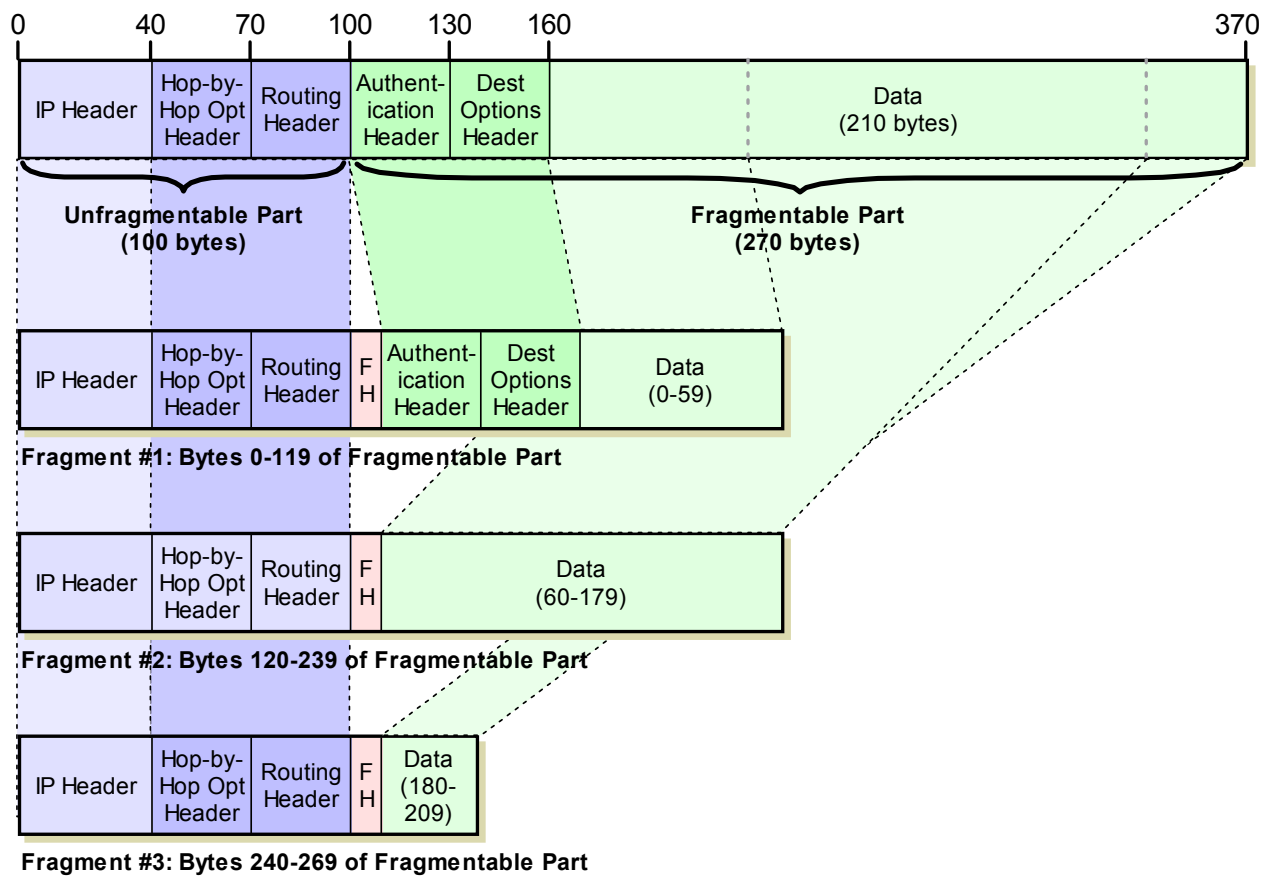 0 40 70 100 130 160 370
IP Header
Hop-by-
Hop Opt
Header
Routing
Header
Authent-
ication
Header
Dest
Options
Header
Data
(210 bytes)
Unfragmentable Part
(100 bytes)
Fragmentable Part
(270 bytes)
IP Header
Hop-by-
Hop Opt
Header
Routing
Header
F
H
Authent-
ication
Header
Dest
Options
Header
Data
(0-59)
Fragment #1: Bytes 0-119 of Fragmentable Part
IP Header
Hop-by-
Hop Opt
Header
Routing
Header
F
H
Data
(60-179)
Fragment #2: Bytes 120-239 of Fragmentable Part
IP Header
Hop-by-
Hop Opt
Header
Routing
Header
F
H
Data
(180-
209)
Fragment #3: Bytes 240-269 of Fragmentable Part